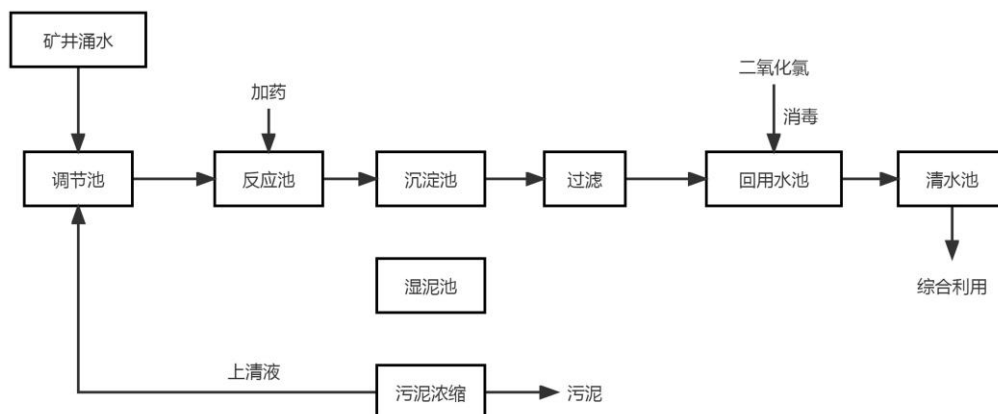 矿井涌水
二氧化氯
加药
消毒
调节池
反应池
沉淀池
过滤
回用水池
清水池
湿泥池
综合利用
上清液
污泥浓缩
污泥